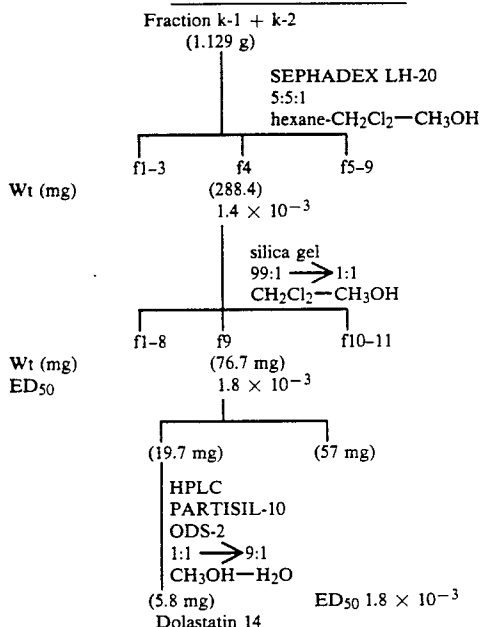 Fraction k-1 + k-2
(1.129 g)
SEPHADEX LH-20
5:5:1
hexane-CH2Cl2—CH3OH
f1-3 f4 f5-9
Wt (mg) (288.4)
1.4 × 10−3
silica gel
99:1 → 1:1
CH2Cl2—CH3OH
f1-8 f9 f10-11
Wt (mg) (76.7 mg)
ED50 1.8 × 10−3
(19.7 mg) (57 mg)
HPLC
PARTISIL-10
ODS-2
1:1 → 9:1
CH3OH—H2O
(5.8 mg) ED50 1.8 × 10−3
Dolastatin 14